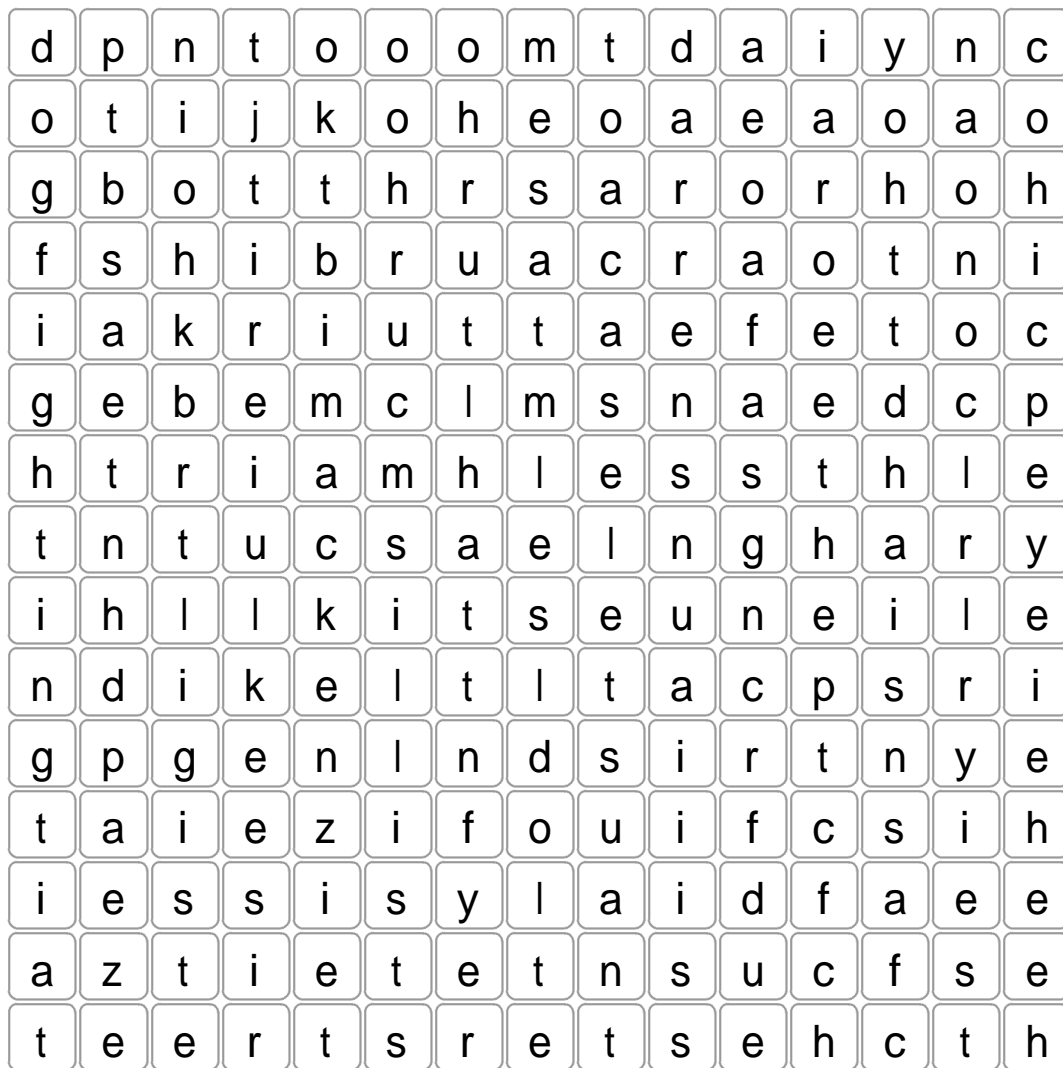 d p n t o o o m t d a i y n c
o t i j k o h e o a e a o a o
g b o t t h r s a r o r h o h
f s h i b r u a c r a o t n i
i a k r i u t t a e f e t o c
g e b e m c l m s n a e d c p
h t r i a m h l e s s t h l e
t n t u c s a e l n g h a r y
i h l l k i t s e u n e i l e
n d i k e l t l t a c p s r i
g p g e n l n d s i r t n y e
t a i e z i f o u i f c s i h
i e s s i s y l a i d f a e e
a z t i e t e t n s u c f s e
t e e r t s r e t s e h c t h